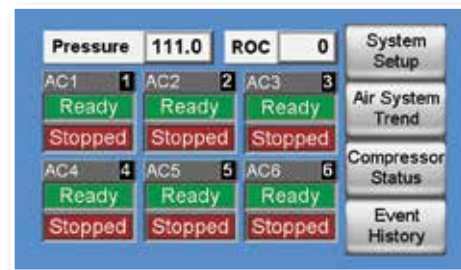 Pressure 111.0 ROC 0
AC1 1 AC2 2 AC3 3
Ready Ready Ready
Stopped Stopped Stopped
AC4 4 AC5 5 AC6 6
Ready Ready Ready
Stopped Stopped Stopped
System
Setup
Air System
Trend
Compressor
Status
Event
History